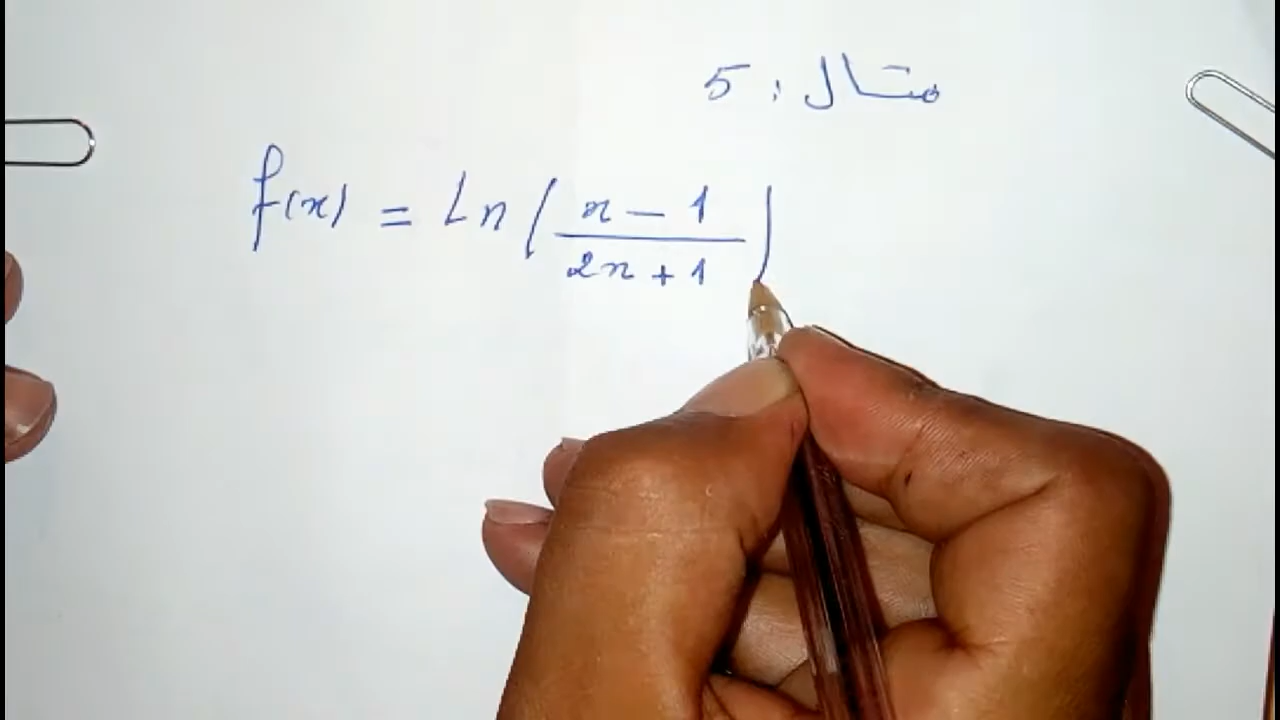 مثال: 5
f(x) = Ln(x – 1 / 2x + 1)